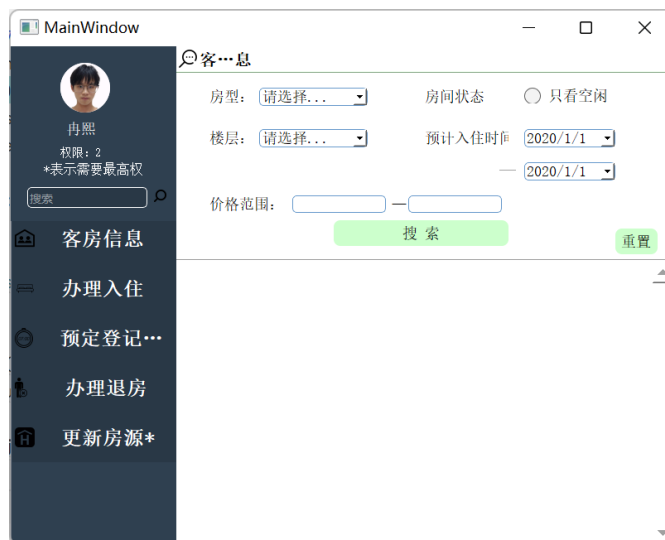 MainWindow
冉熙
权限：2
*表示需要最高权
搜索
客房信息
办理入住
预定登记…
办理退房
更新房源*
客…息
房型： 请选择... 房间状态 只看空闲
楼层： 请选择... 预计入住时间 2020/1/1
— 2020/1/1
价格范围： —
搜 索
重置